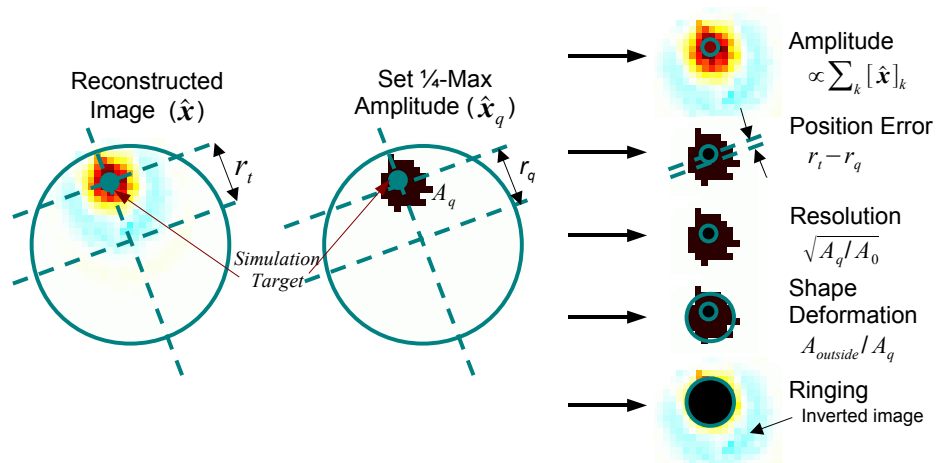 Reconstructed
Image (x̂)
r_t
Simulation
Target
Set ¼-Max
Amplitude (x̂_q)
r_q
A_q
Amplitude
∝∑_k [x̂]_k
Position Error
r_t − r_q
Resolution
√(A_q / A_0)
Shape
Deformation
A_outside / A_q
Ringing
Inverted image